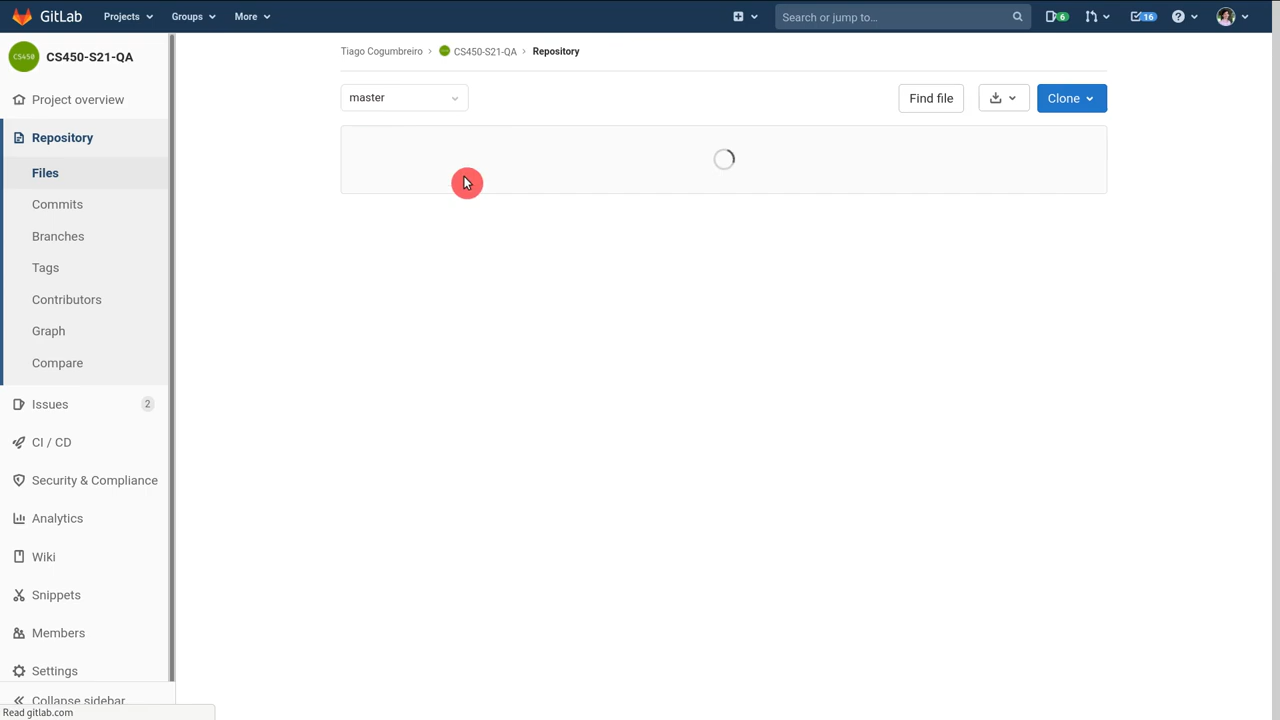 GitLab
Projects
Groups
More
Search or jump to...
6
16
CS450
CS450-S21-QA
Tiago Cogumbreiro > CS450-S21-QA > Repository
master
Find file
Clone
Project overview
Repository
Files
Commits
Branches
Tags
Contributors
Graph
Compare
Issues 2
CI / CD
Security & Compliance
Analytics
Wiki
Snippets
Members
Settings
Collapse sidebar
Read gitlab.com